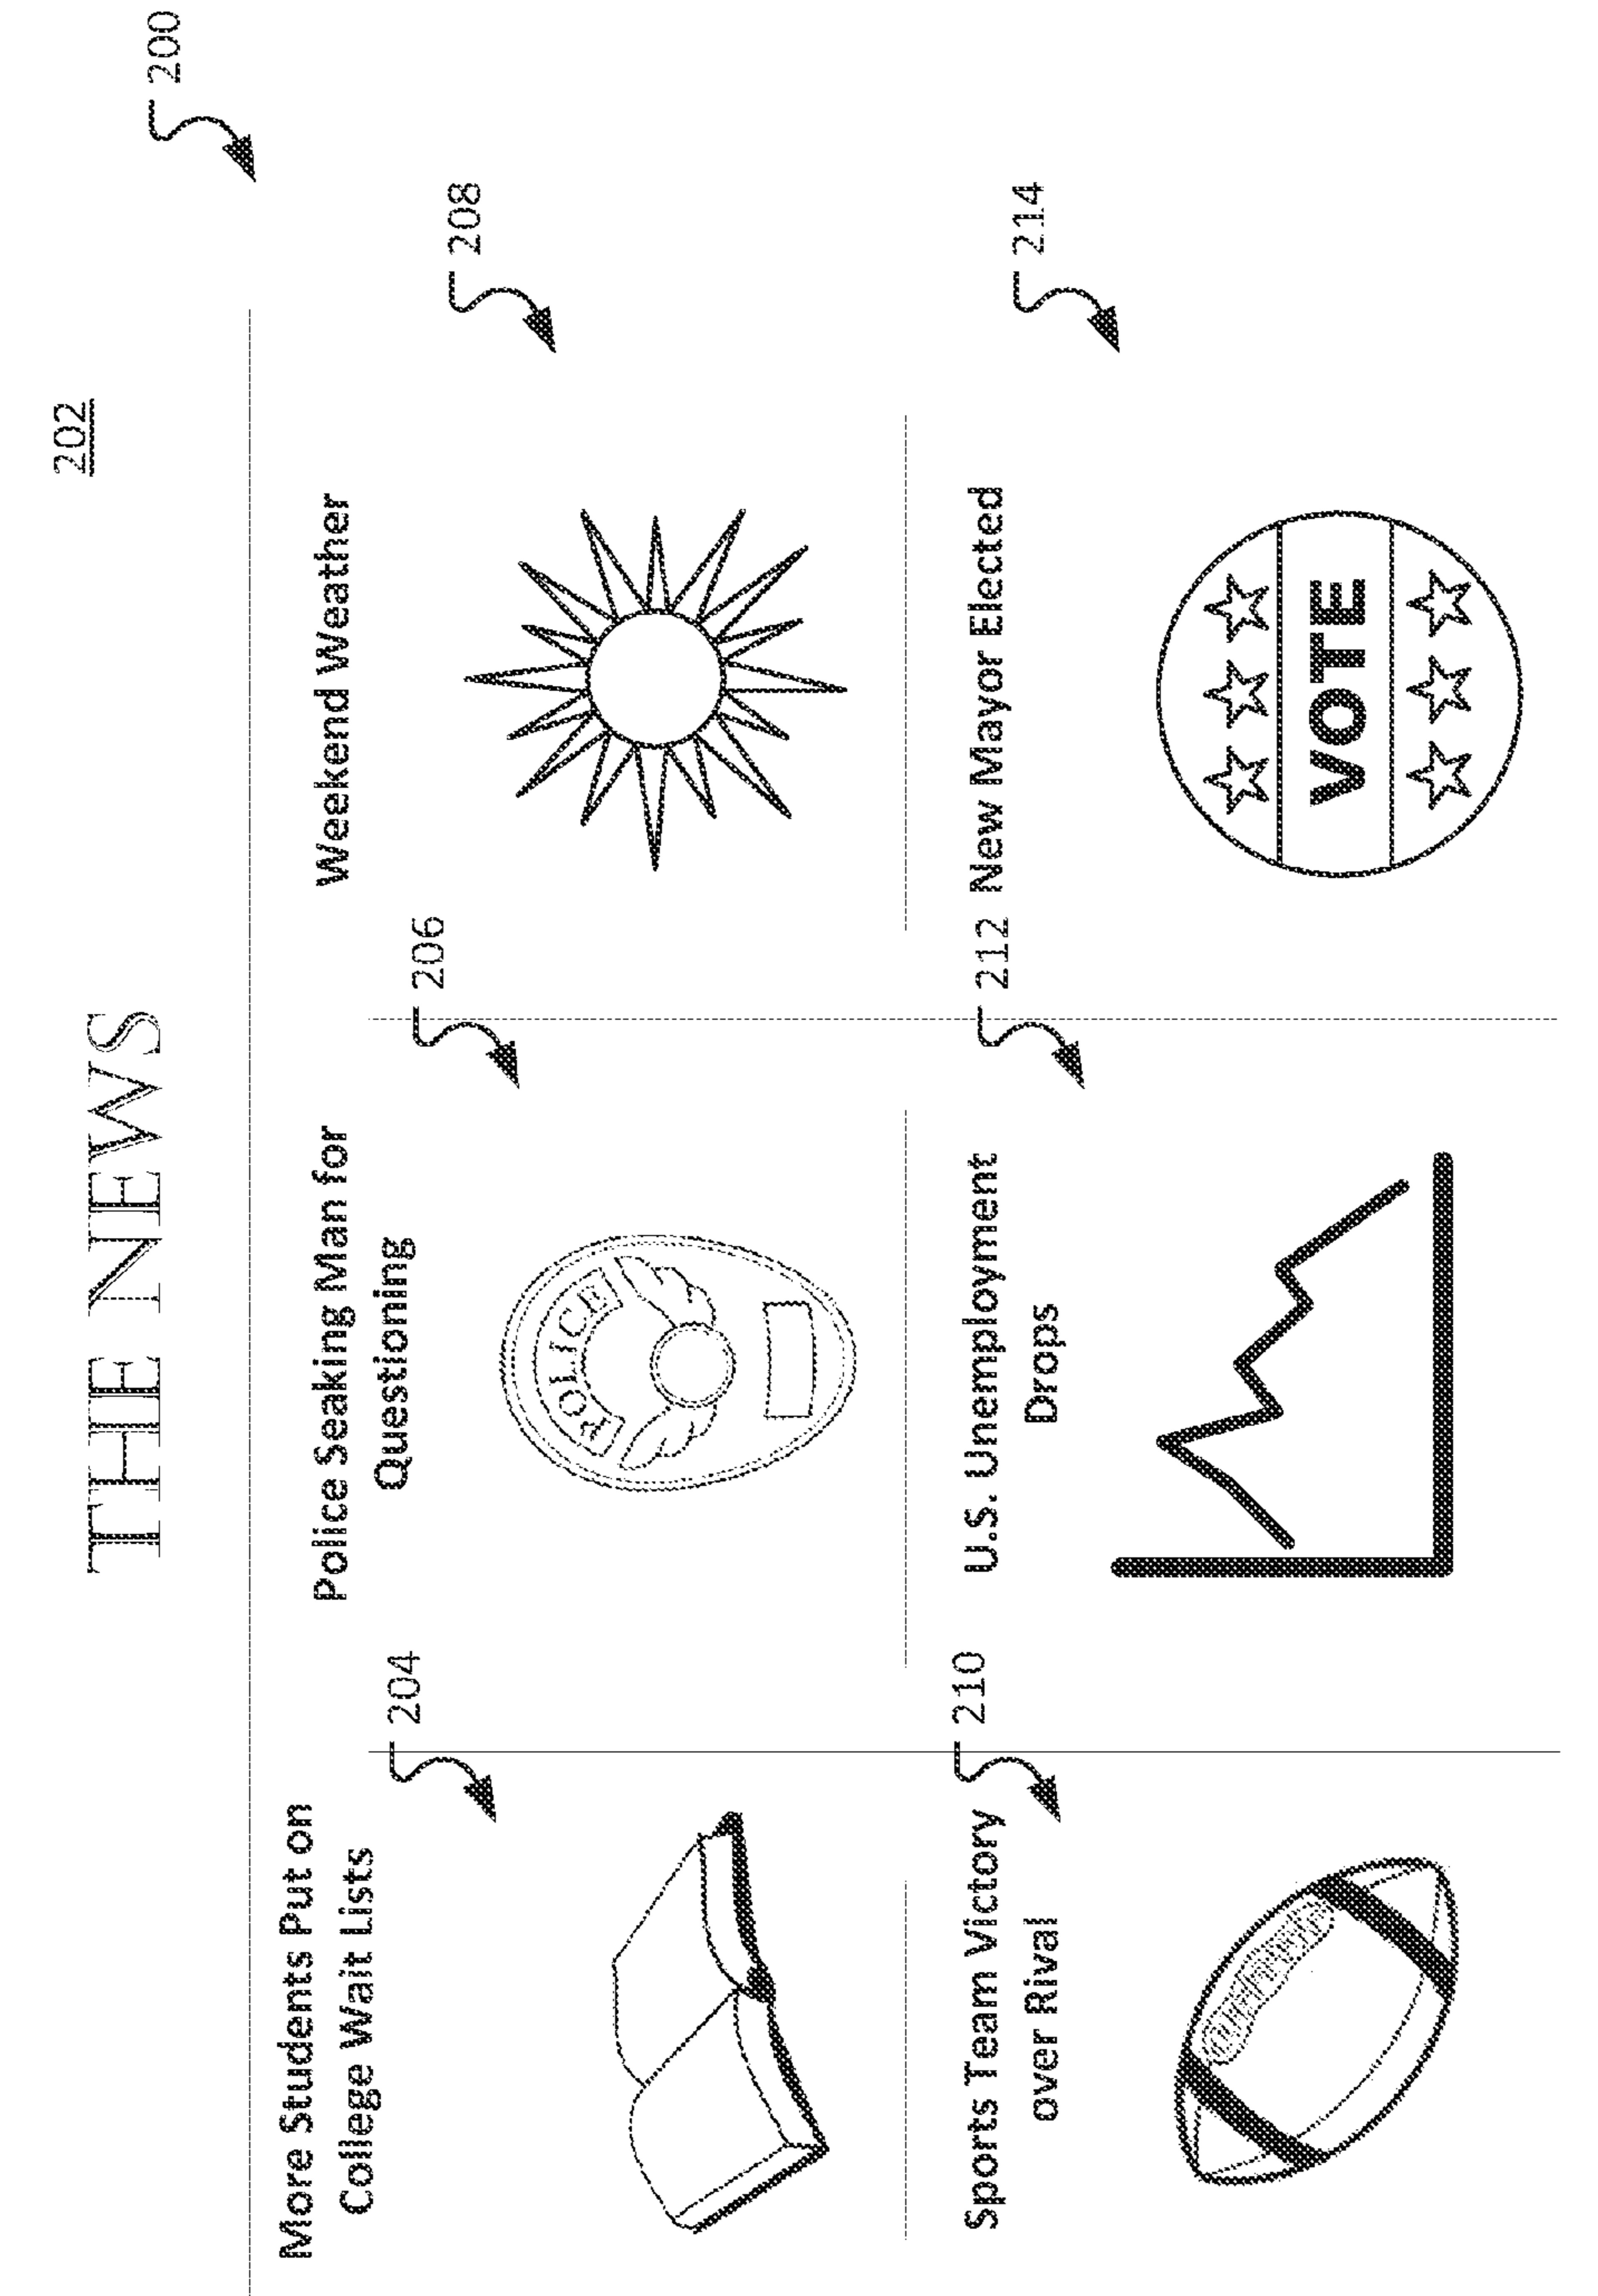 200
202
THE NEWS
More Students Put on
College Wait Lists
204
Police Seaking Man for
Questioning
206
POLICE
Weekend Weather
208
Sports Team Victory
over Rival
210
U.S. Unemployment
Drops
212
New Mayor Elected
214
VOTE